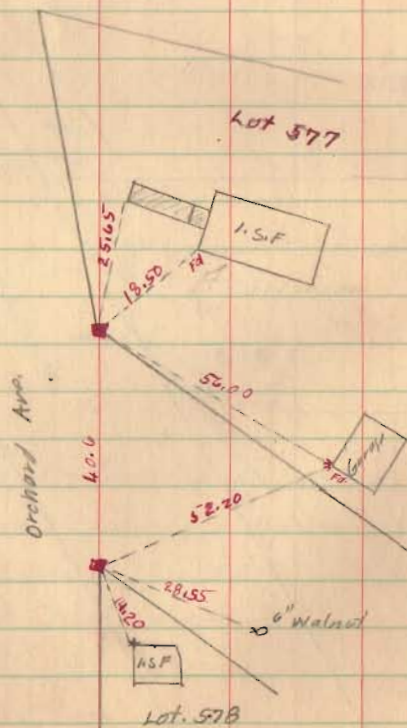 Lot 577
1.S.F
25.65
18.50
Fd
56.00
Orchard Ave.
40.6
Garage
Fd.
52.20
28.55
6" Walnut
14.20
1.S.F
Lot. 578